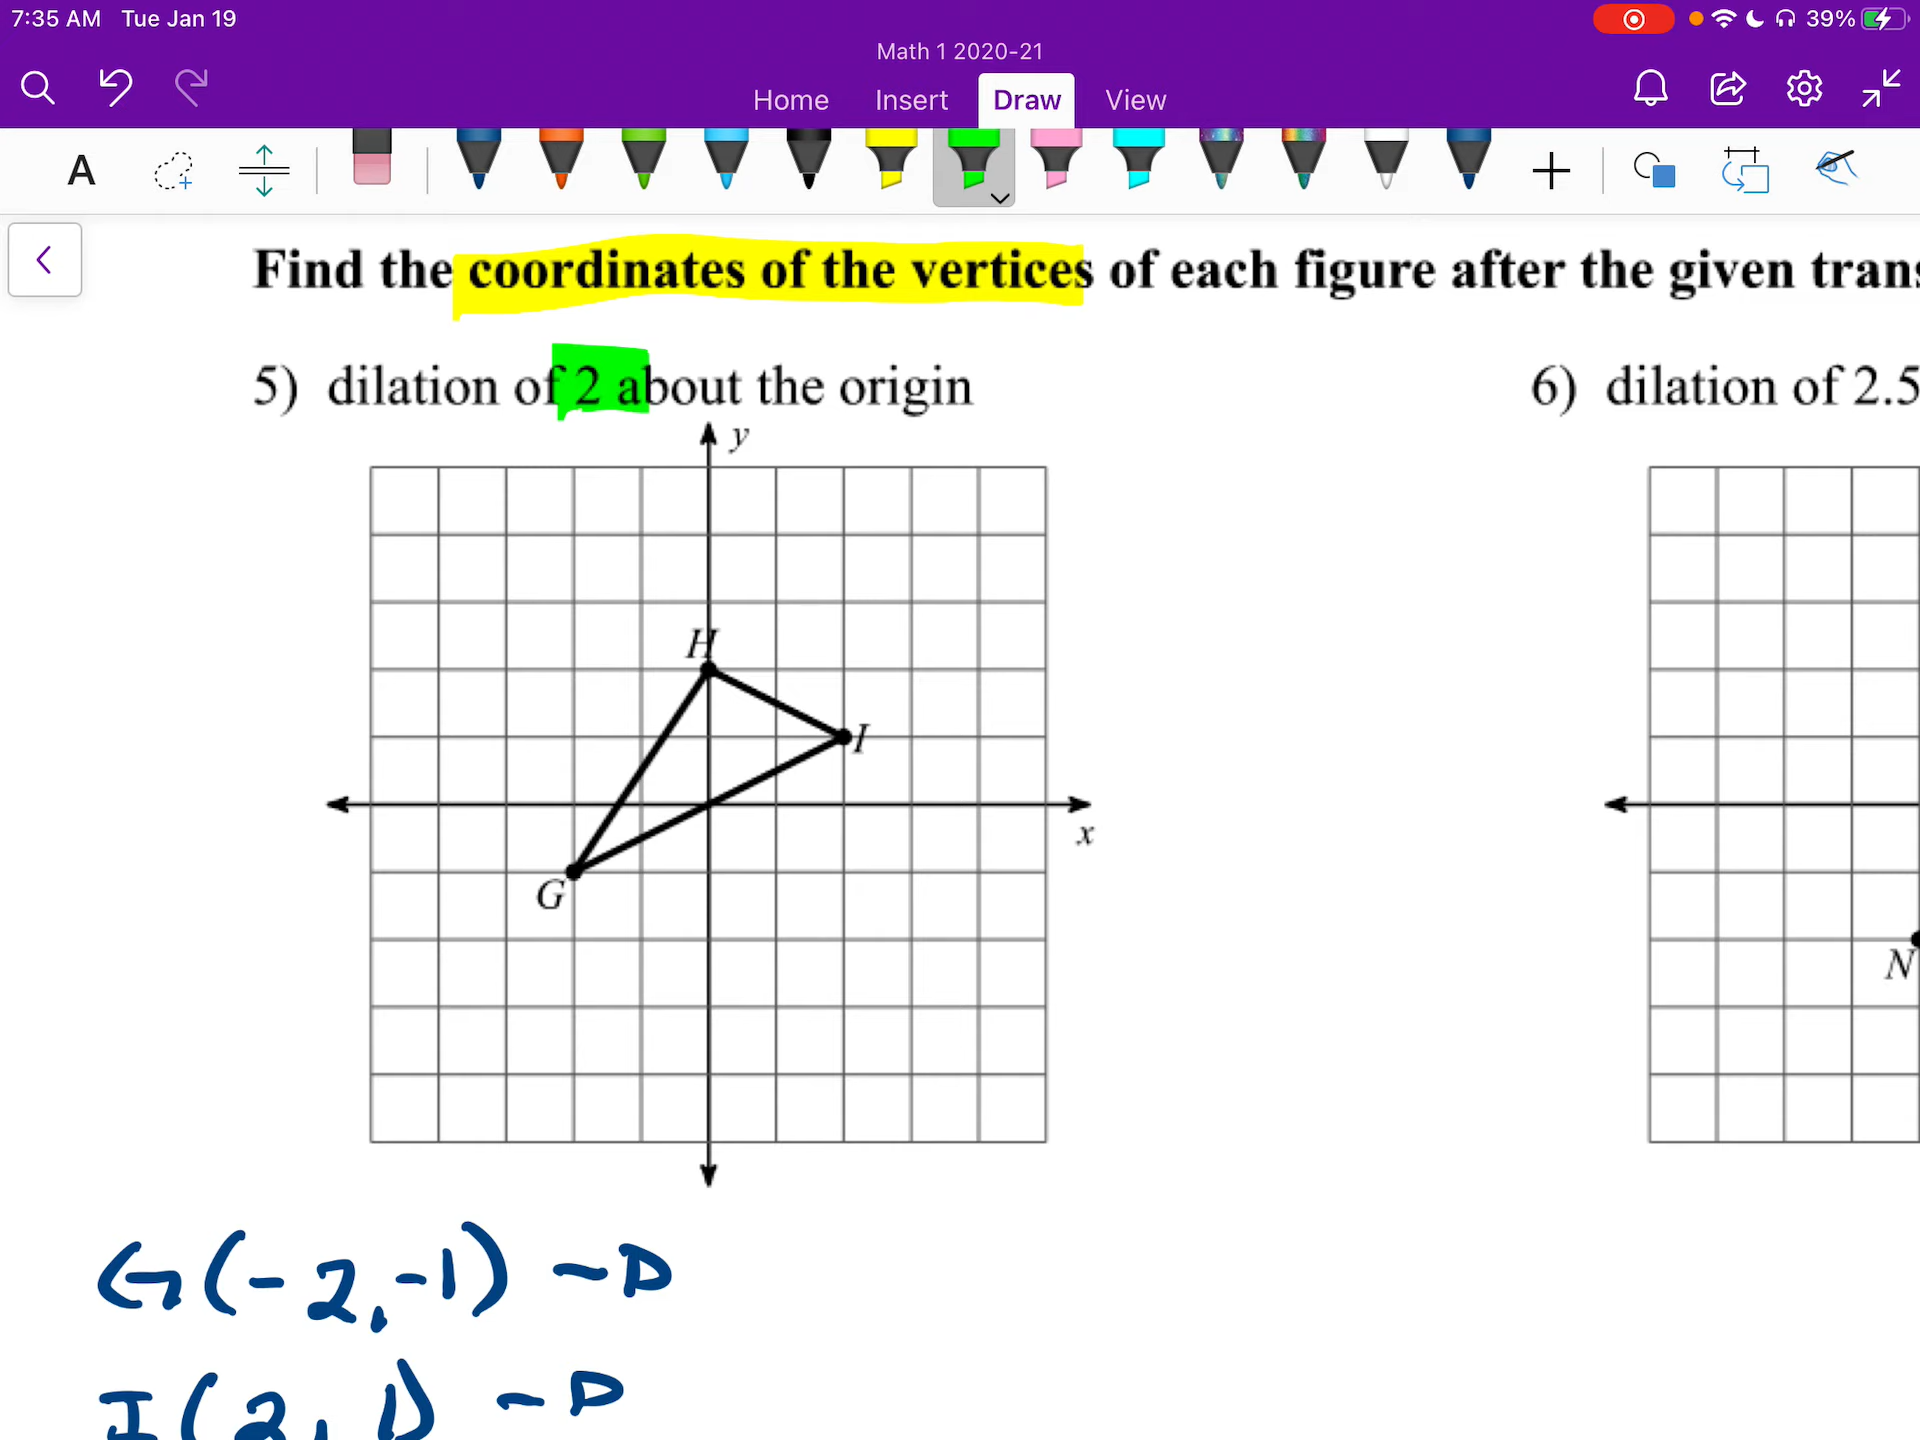 7:35 AM Tue Jan 19
39%
Math 1 2020-21
Home Insert Draw View
A
Find the coordinates of the vertices of each figure after the given trans
5) dilation of 2 about the origin
6) dilation of 2.5
y
H
I
x
G
N
G(-2,-1) →
I(2,1) →